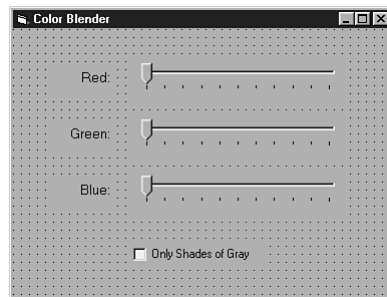 Color Blender
Red:
Green:
Blue:
Only Shades of Gray